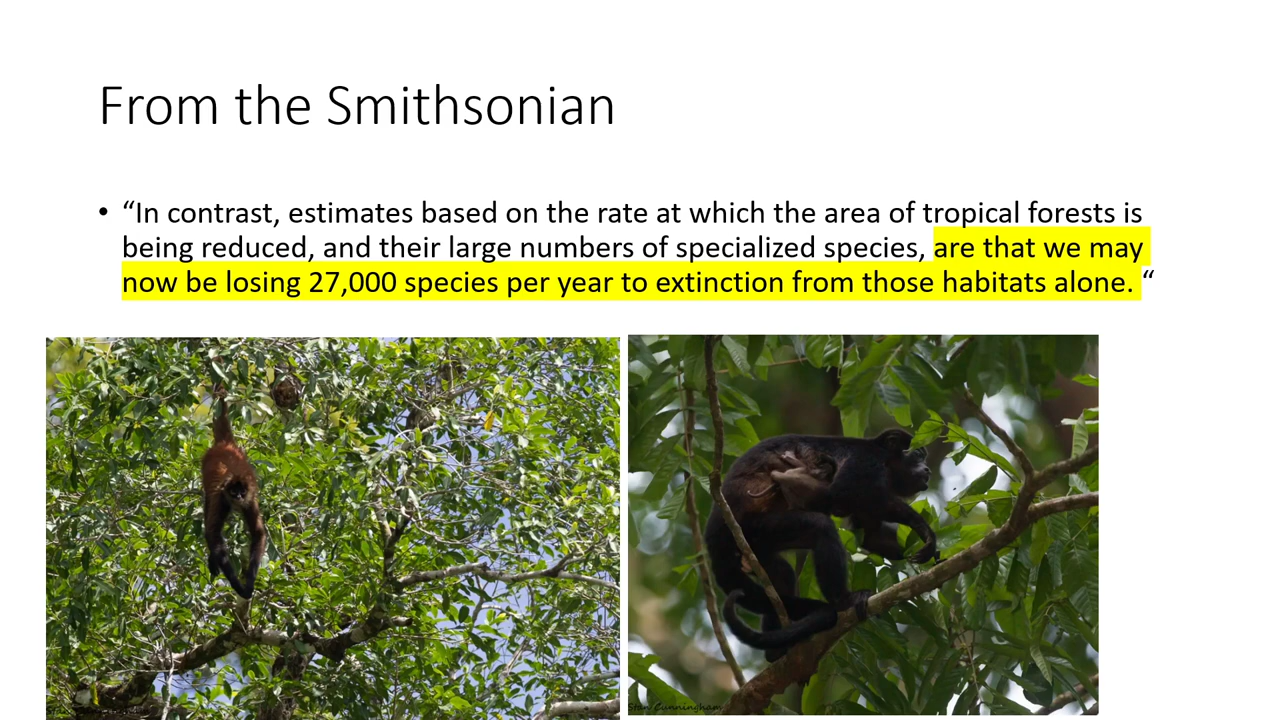 From the Smithsonian
• “In contrast, estimates based on the rate at which the area of tropical forests is
being reduced, and their large numbers of specialized species, are that we may
now be losing 27,000 species per year to extinction from those habitats alone. “
Stan Cunningham